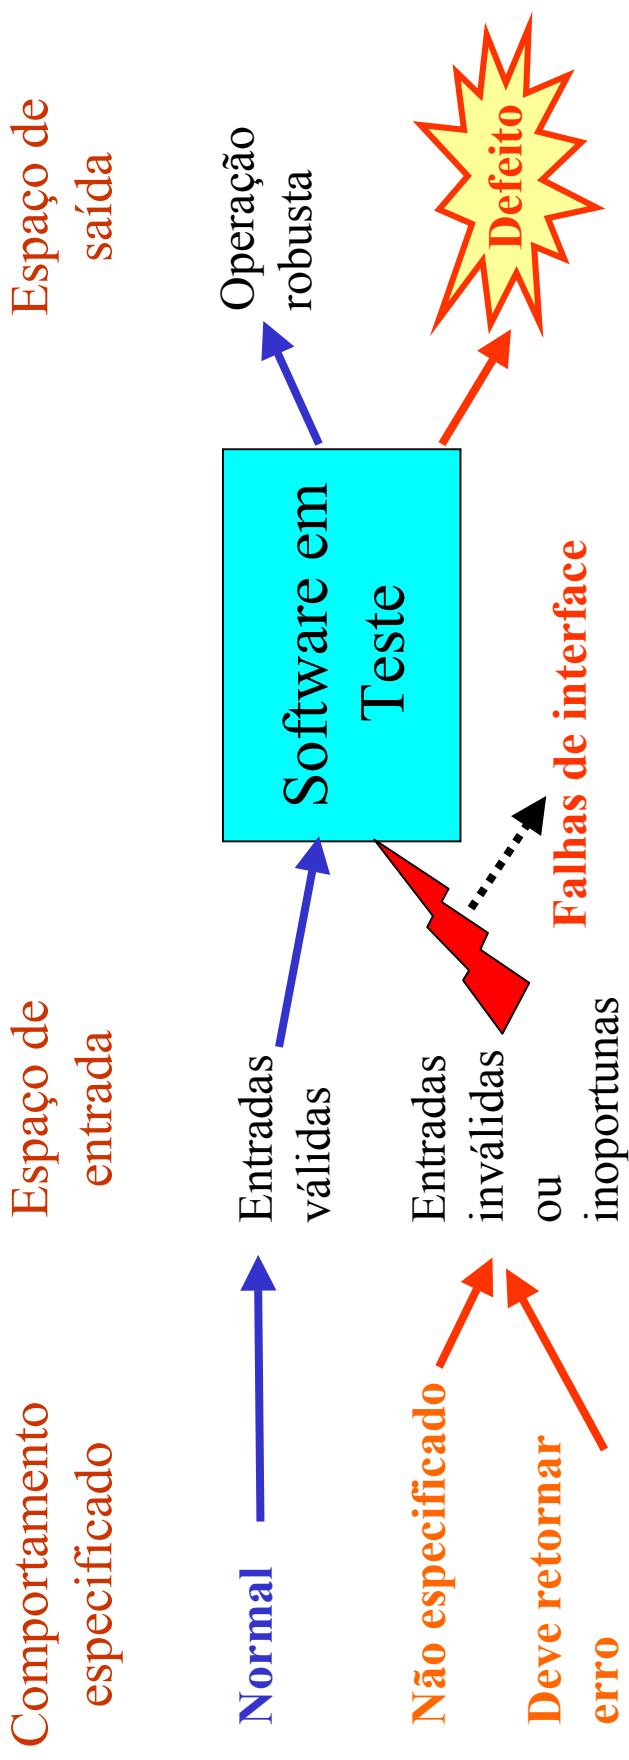 Comportamento
especificado
Espaço de
entrada
Espaço de
saída
Normal
Entradas
válidas
Software em
Teste
Operação
robusta
Não especificado
Deve retornar
erro
Entradas
inválidas
ou
inoportunas
Falhas de interface
Defeito